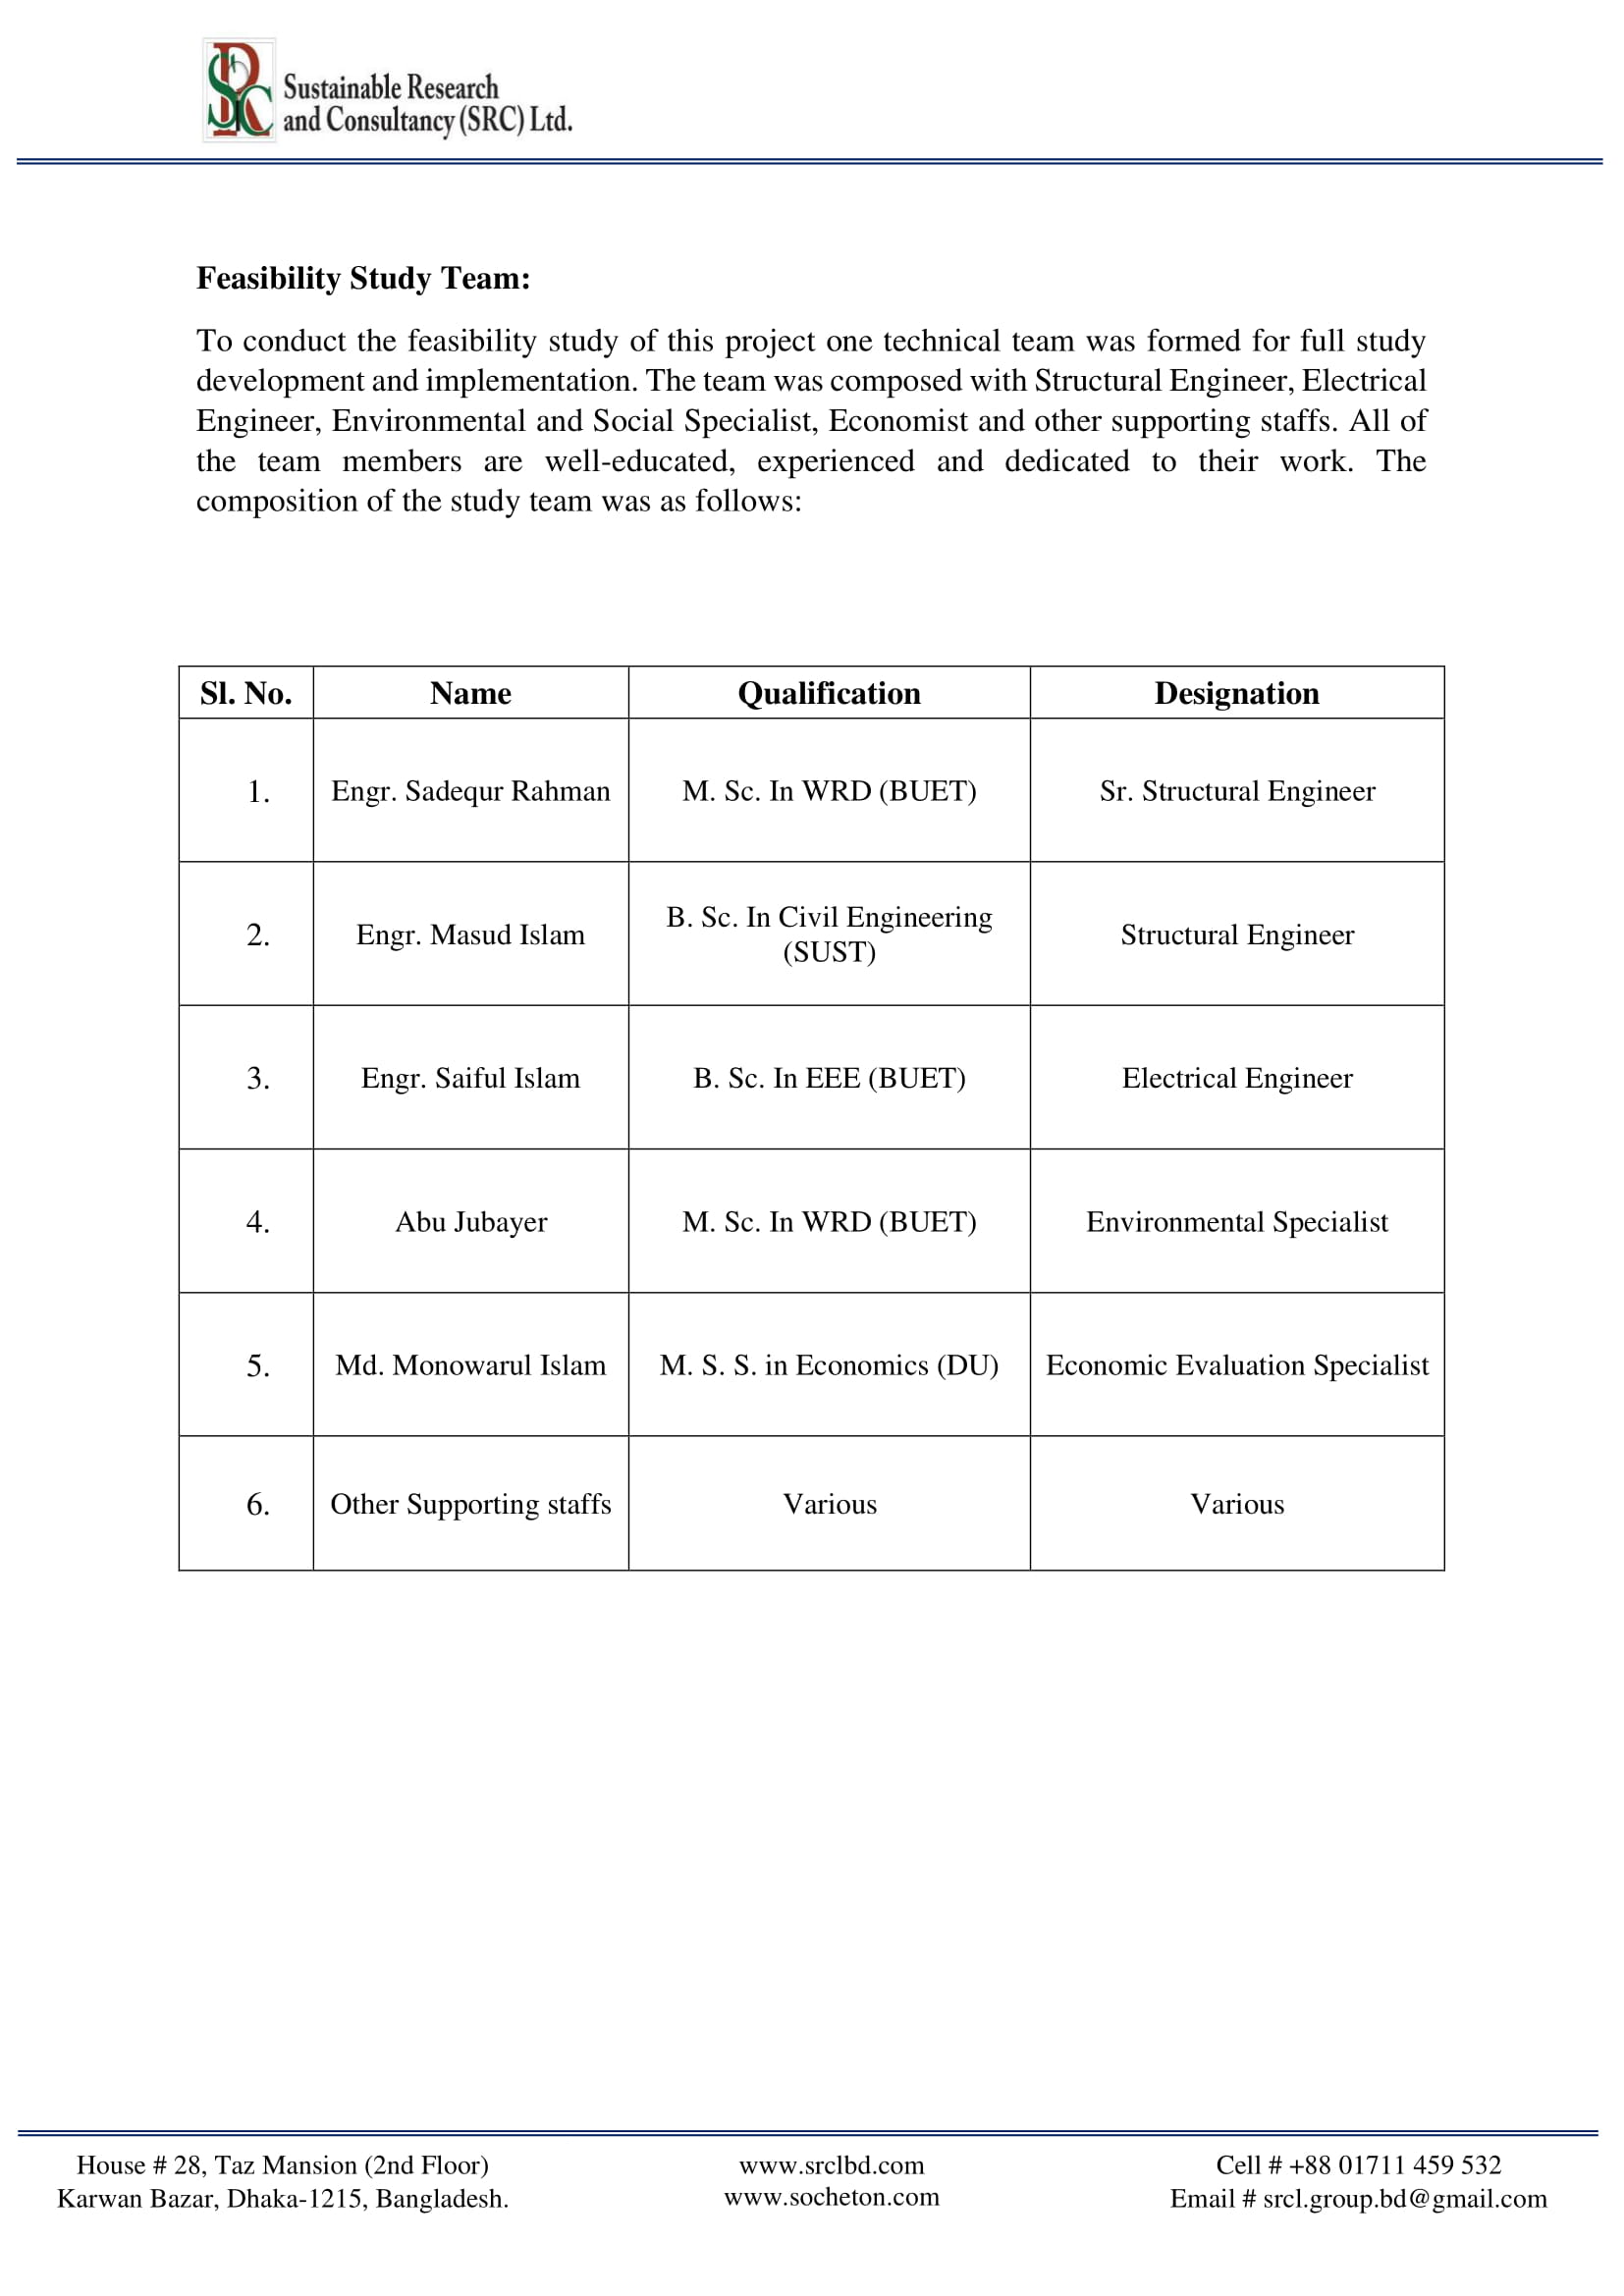 SRC
Sustainable Research
and Consultancy (SRC) Ltd.
Feasibility Study Team:
To conduct the feasibility study of this project one technical team was formed for full study
development and implementation. The team was composed with Structural Engineer, Electrical
Engineer, Environmental and Social Specialist, Economist and other supporting staffs. All of
the team members are well-educated, experienced and dedicated to their work. The
composition of the study team was as follows:
Sl. No. Name Qualification Designation
1. Engr. Sadequr Rahman M. Sc. In WRD (BUET) Sr. Structural Engineer
2. Engr. Masud Islam B. Sc. In Civil Engineering
(SUST) Structural Engineer
3. Engr. Saiful Islam B. Sc. In EEE (BUET) Electrical Engineer
4. Abu Jubayer M. Sc. In WRD (BUET) Environmental Specialist
5. Md. Monowarul Islam M. S. S. in Economics (DU) Economic Evaluation Specialist
6. Other Supporting staffs Various Various
House # 28, Taz Mansion (2nd Floor)
Karwan Bazar, Dhaka-1215, Bangladesh.
www.srclbd.com
www.socheton.com
Cell # +88 01711 459 532
Email # srcl.group.bd@gmail.com